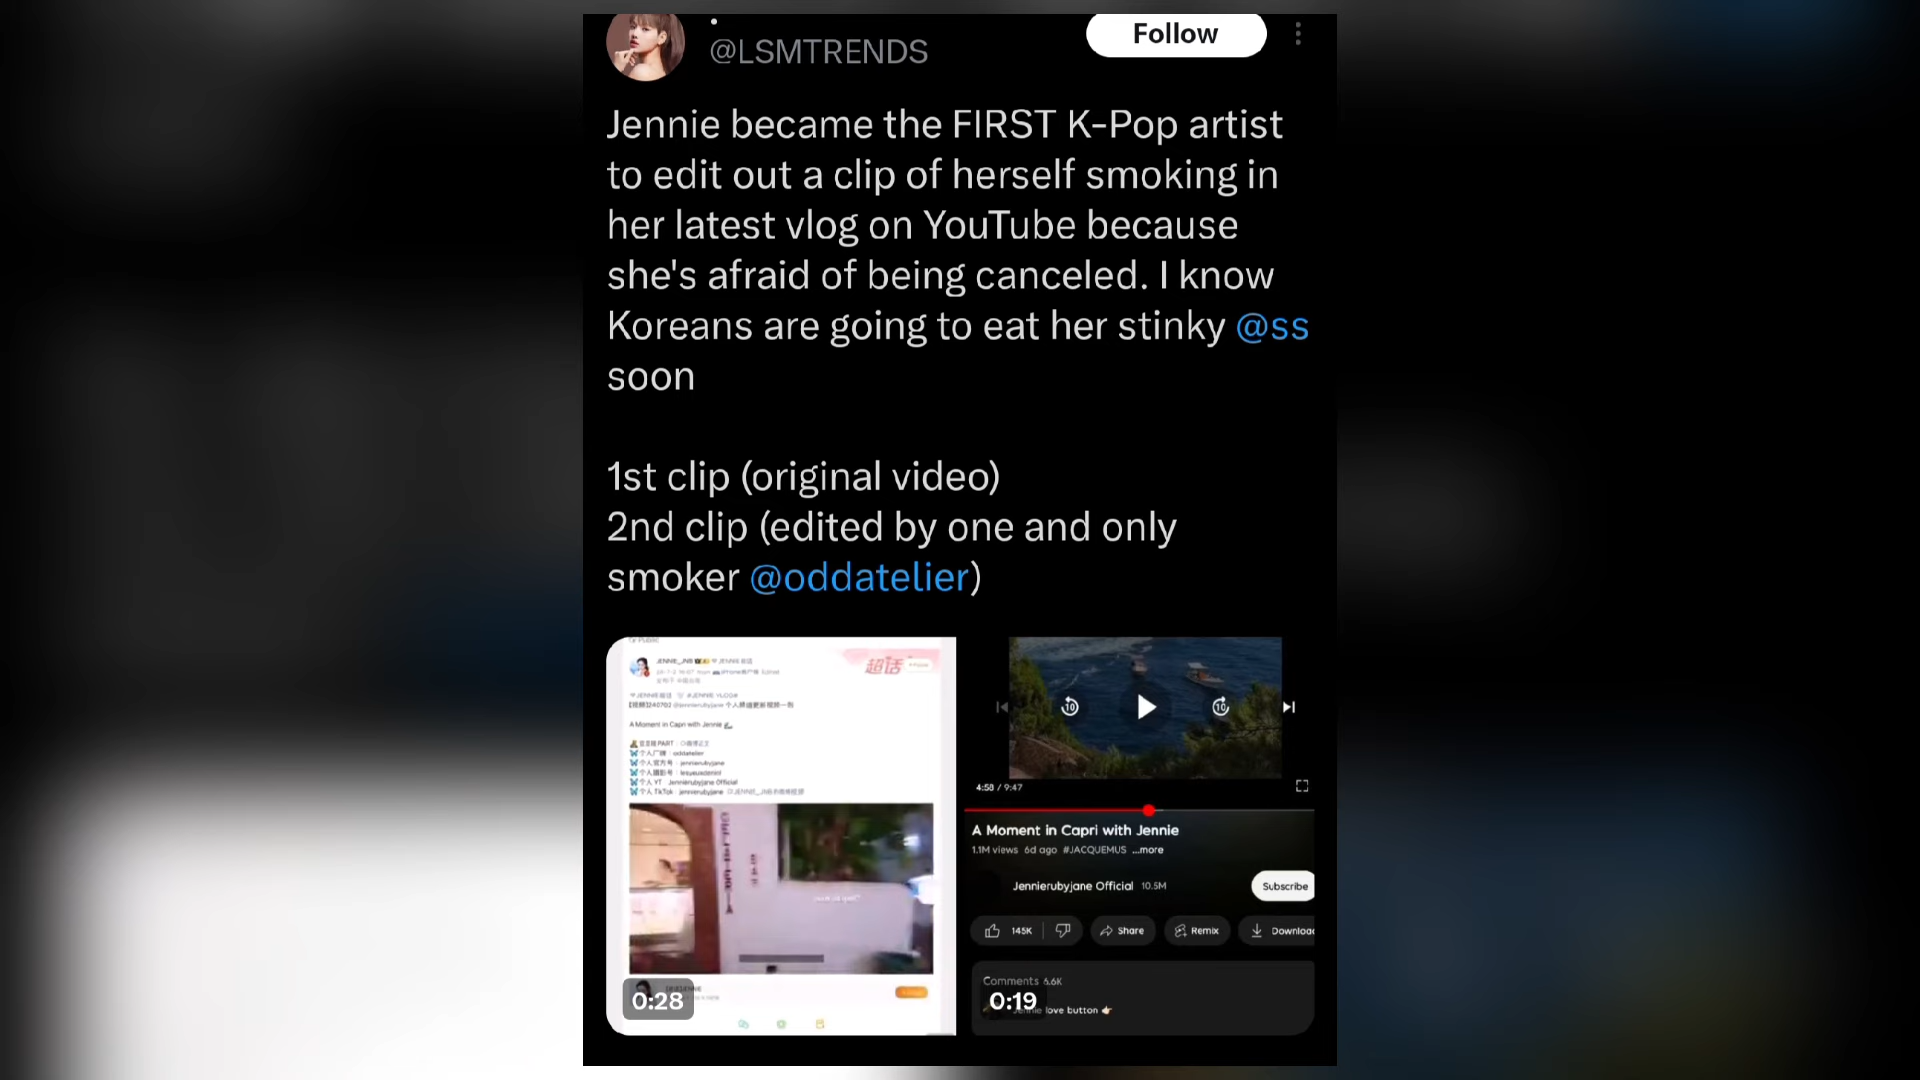 @LSMTRENDS
Follow
Jennie became the FIRST K-Pop artist
to edit out a clip of herself smoking in
her latest vlog on YouTube because
she's afraid of being canceled. I know
Koreans are going to eat her stinky @ss
soon
1st clip (original video)
2nd clip (edited by one and only
smoker @oddatelier)
超话
A Moment in Capri with Jennie
0:28
10
10
4:58 / 9:47
A Moment in Capri with Jennie
1.1M views 6d ago #JACQUEMUS ...more
Jennierubyjane Official 10.5M
Subscribe
145K
Share
Remix
Download
Comments 6.6K
0:19
love button